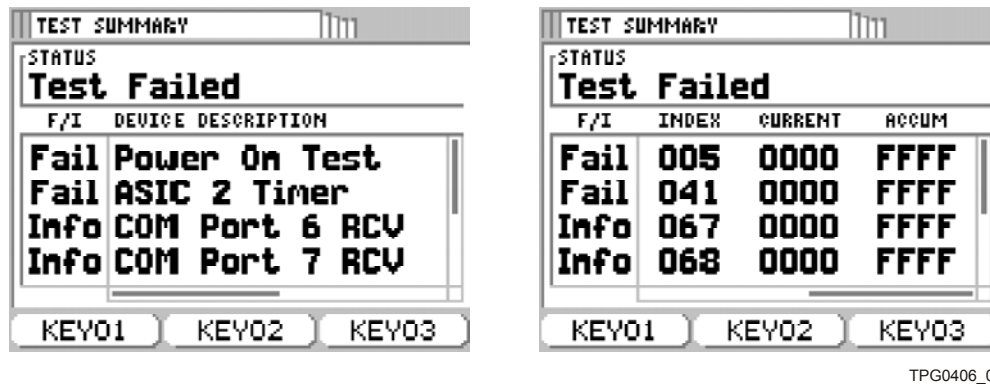 TEST SUMMARY
STATUS
Test Failed
F/I DEVICE DESCRIPTION
Fail Power On Test
Fail ASIC 2 Timer
Info COM Port 6 RCV
Info COM Port 7 RCV
KEY01 KEY02 KEY03
TEST SUMMARY
STATUS
Test Failed
F/I INDEX CURRENT ACCUM
Fail 005 0000 FFFF
Fail 041 0000 FFFF
Info 067 0000 FFFF
Info 068 0000 FFFF
KEY01 KEY02 KEY03